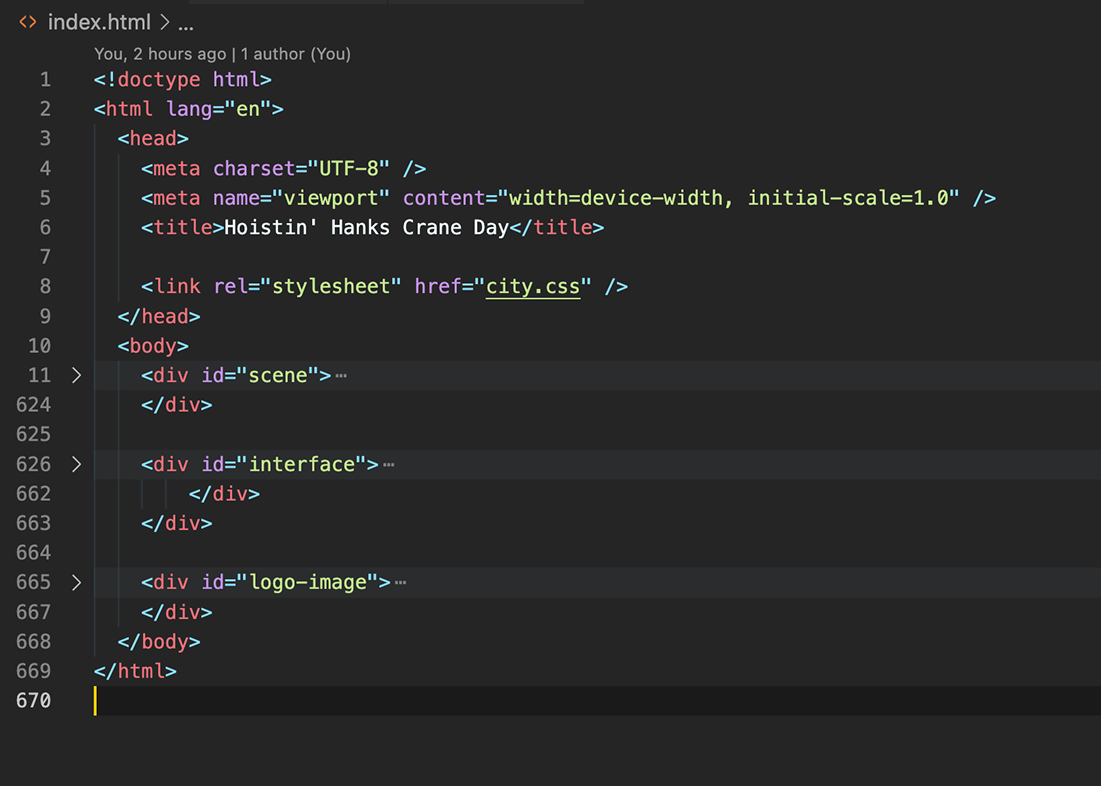 index.html > ...
You, 2 hours ago | 1 author (You)
1 <!doctype html>
2 <html lang="en">
3 <head>
4 <meta charset="UTF-8" />
5 <meta name="viewport" content="width=device-width, initial-scale=1.0" />
6 <title>Hoistin' Hanks Crane Day</title>
7
8 <link rel="stylesheet" href="city.css" />
9 </head>
10 <body>
11 <div id="scene">…
624 </div>
625
626 <div id="interface">…
662 </div>
663 </div>
664
665 <div id="logo-image">…
667 </div>
668 </body>
669 </html>
670